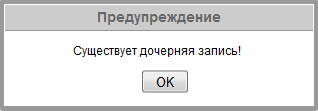 Предупреждение
Существует дочерняя запись!
OK